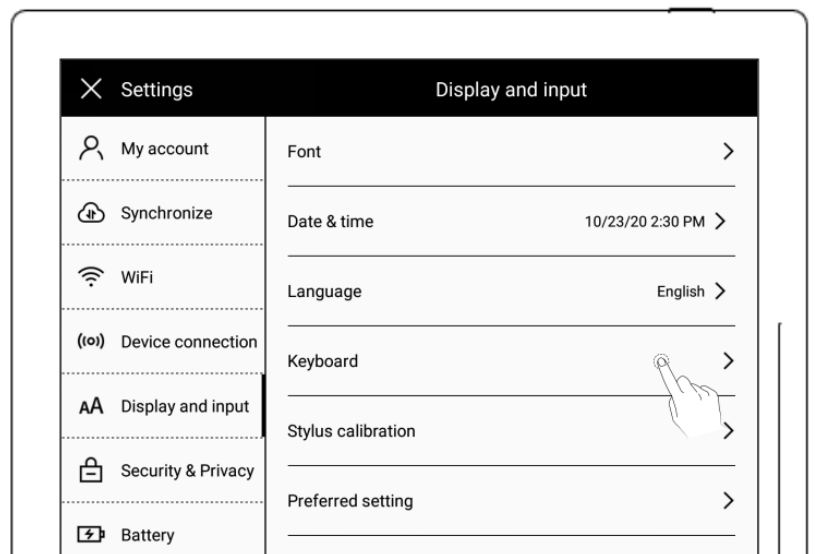 Settings
Display and input
My account
Synchronize
WiFi
Device connection
AA Display and input
Security & Privacy
Battery
Font
Date & time 10/23/20 2:30 PM
Language English
Keyboard
Stylus calibration
Preferred setting